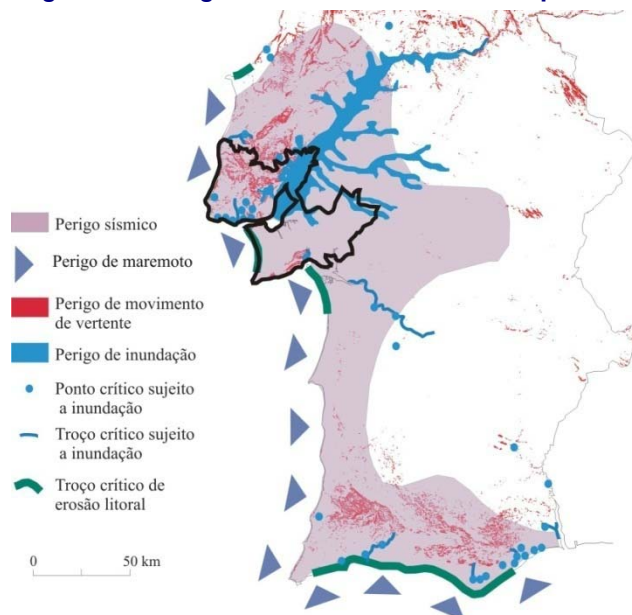 Perigo sísmico
Perigo de maremoto
Perigo de movimento
de vertente
Perigo de inundação
Ponto crítico sujeito
a inundação
Troço crítico sujeito
a inundação
Troço crítico de
erosão litoral
0 50 km